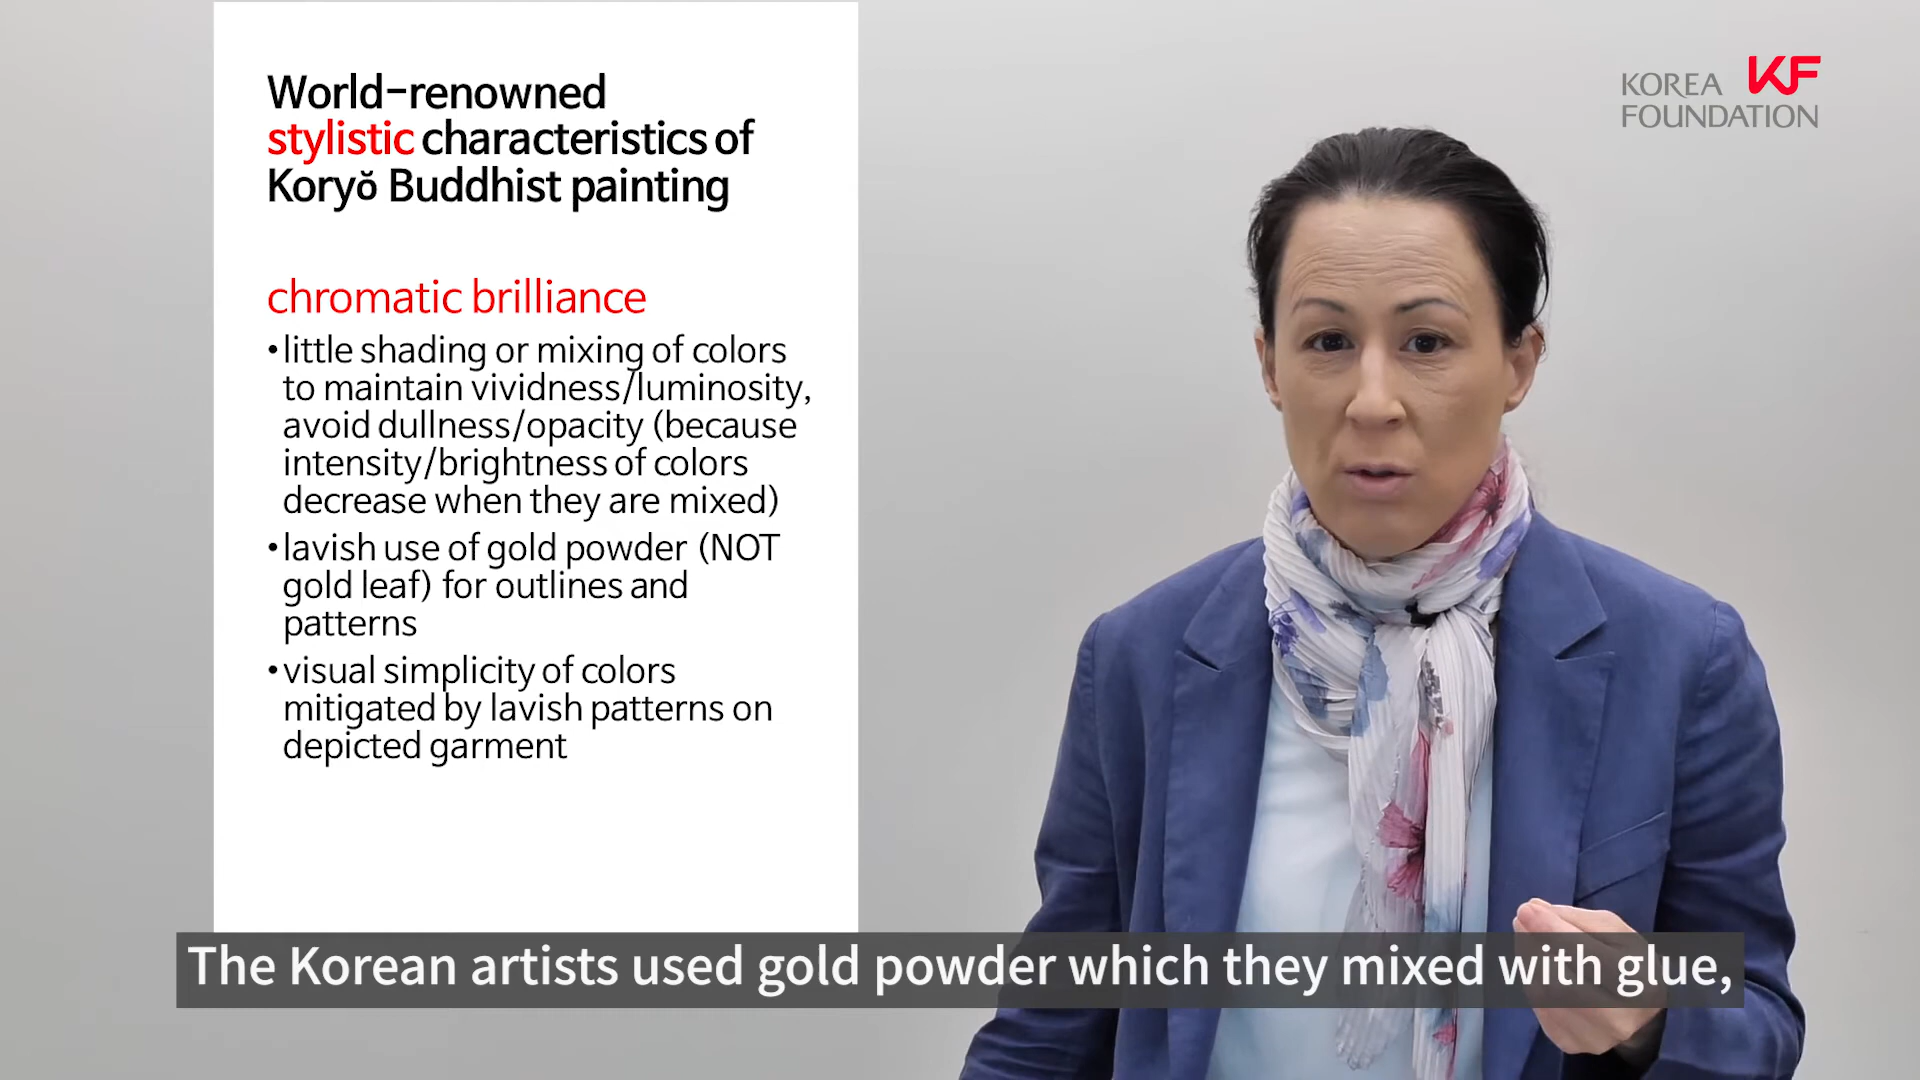 World-renowned
stylistic characteristics of
Koryŏ Buddhist painting
chromatic brilliance
•little shading or mixing of colors
to maintain vividness/luminosity,
avoid dullness/opacity (because
intensity/brightness of colors
decrease when they are mixed)
•lavish use of gold powder (NOT
gold leaf) for outlines and
patterns
•visual simplicity of colors
mitigated by lavish patterns on
depicted garment
KOREA KF
FOUNDATION
The Korean artists used gold powder which they mixed with glue,